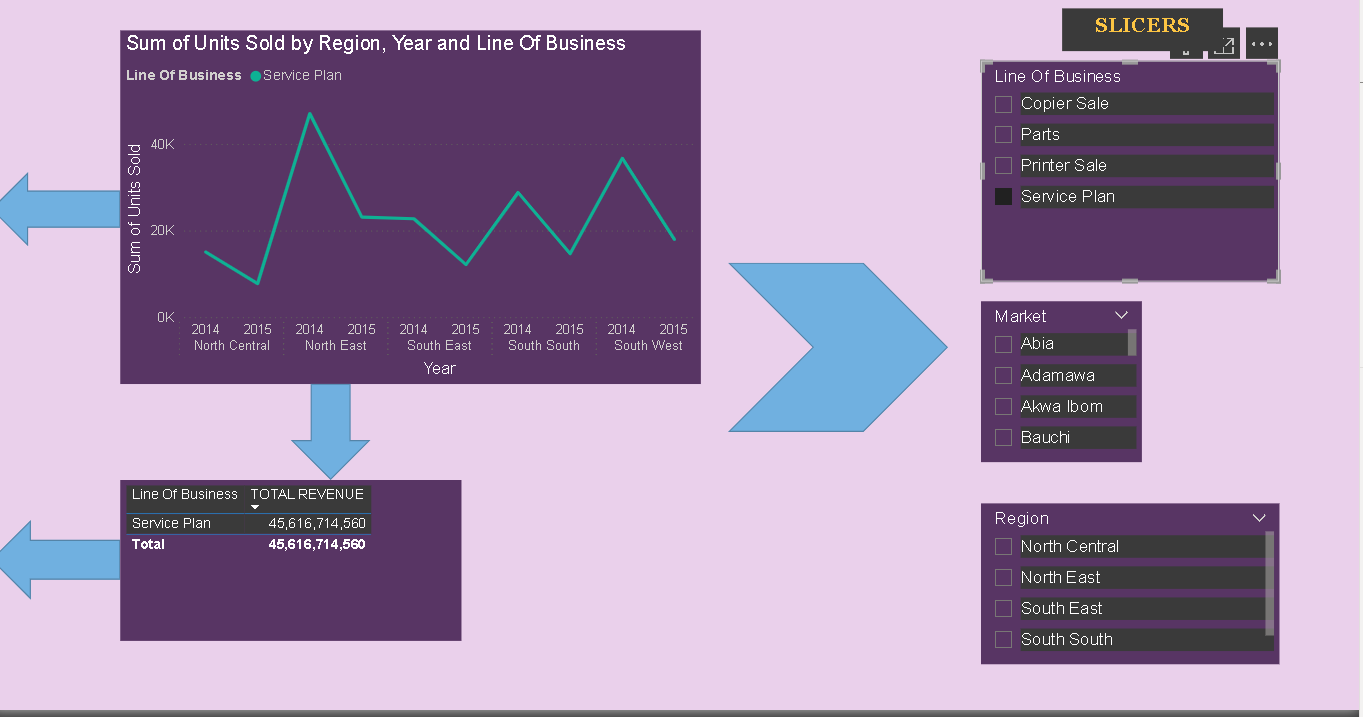 SLICERS
Sum of Units Sold by Region, Year and Line Of Business
Line Of Business Service Plan
Sum of Units Sold
40K
20K
0K
2014 2015 2014 2015 2014 2015 2014 2015 2014 2015
North Central North East South East South South South West
Year
Line Of Business
Copier Sale
Parts
Printer Sale
Service Plan
Market
Abia
Adamawa
Akwa Ibom
Bauchi
Line Of Business TOTAL REVENUE
Service Plan 45,616,714,560
Total 45,616,714,560
Region
North Central
North East
South East
South South